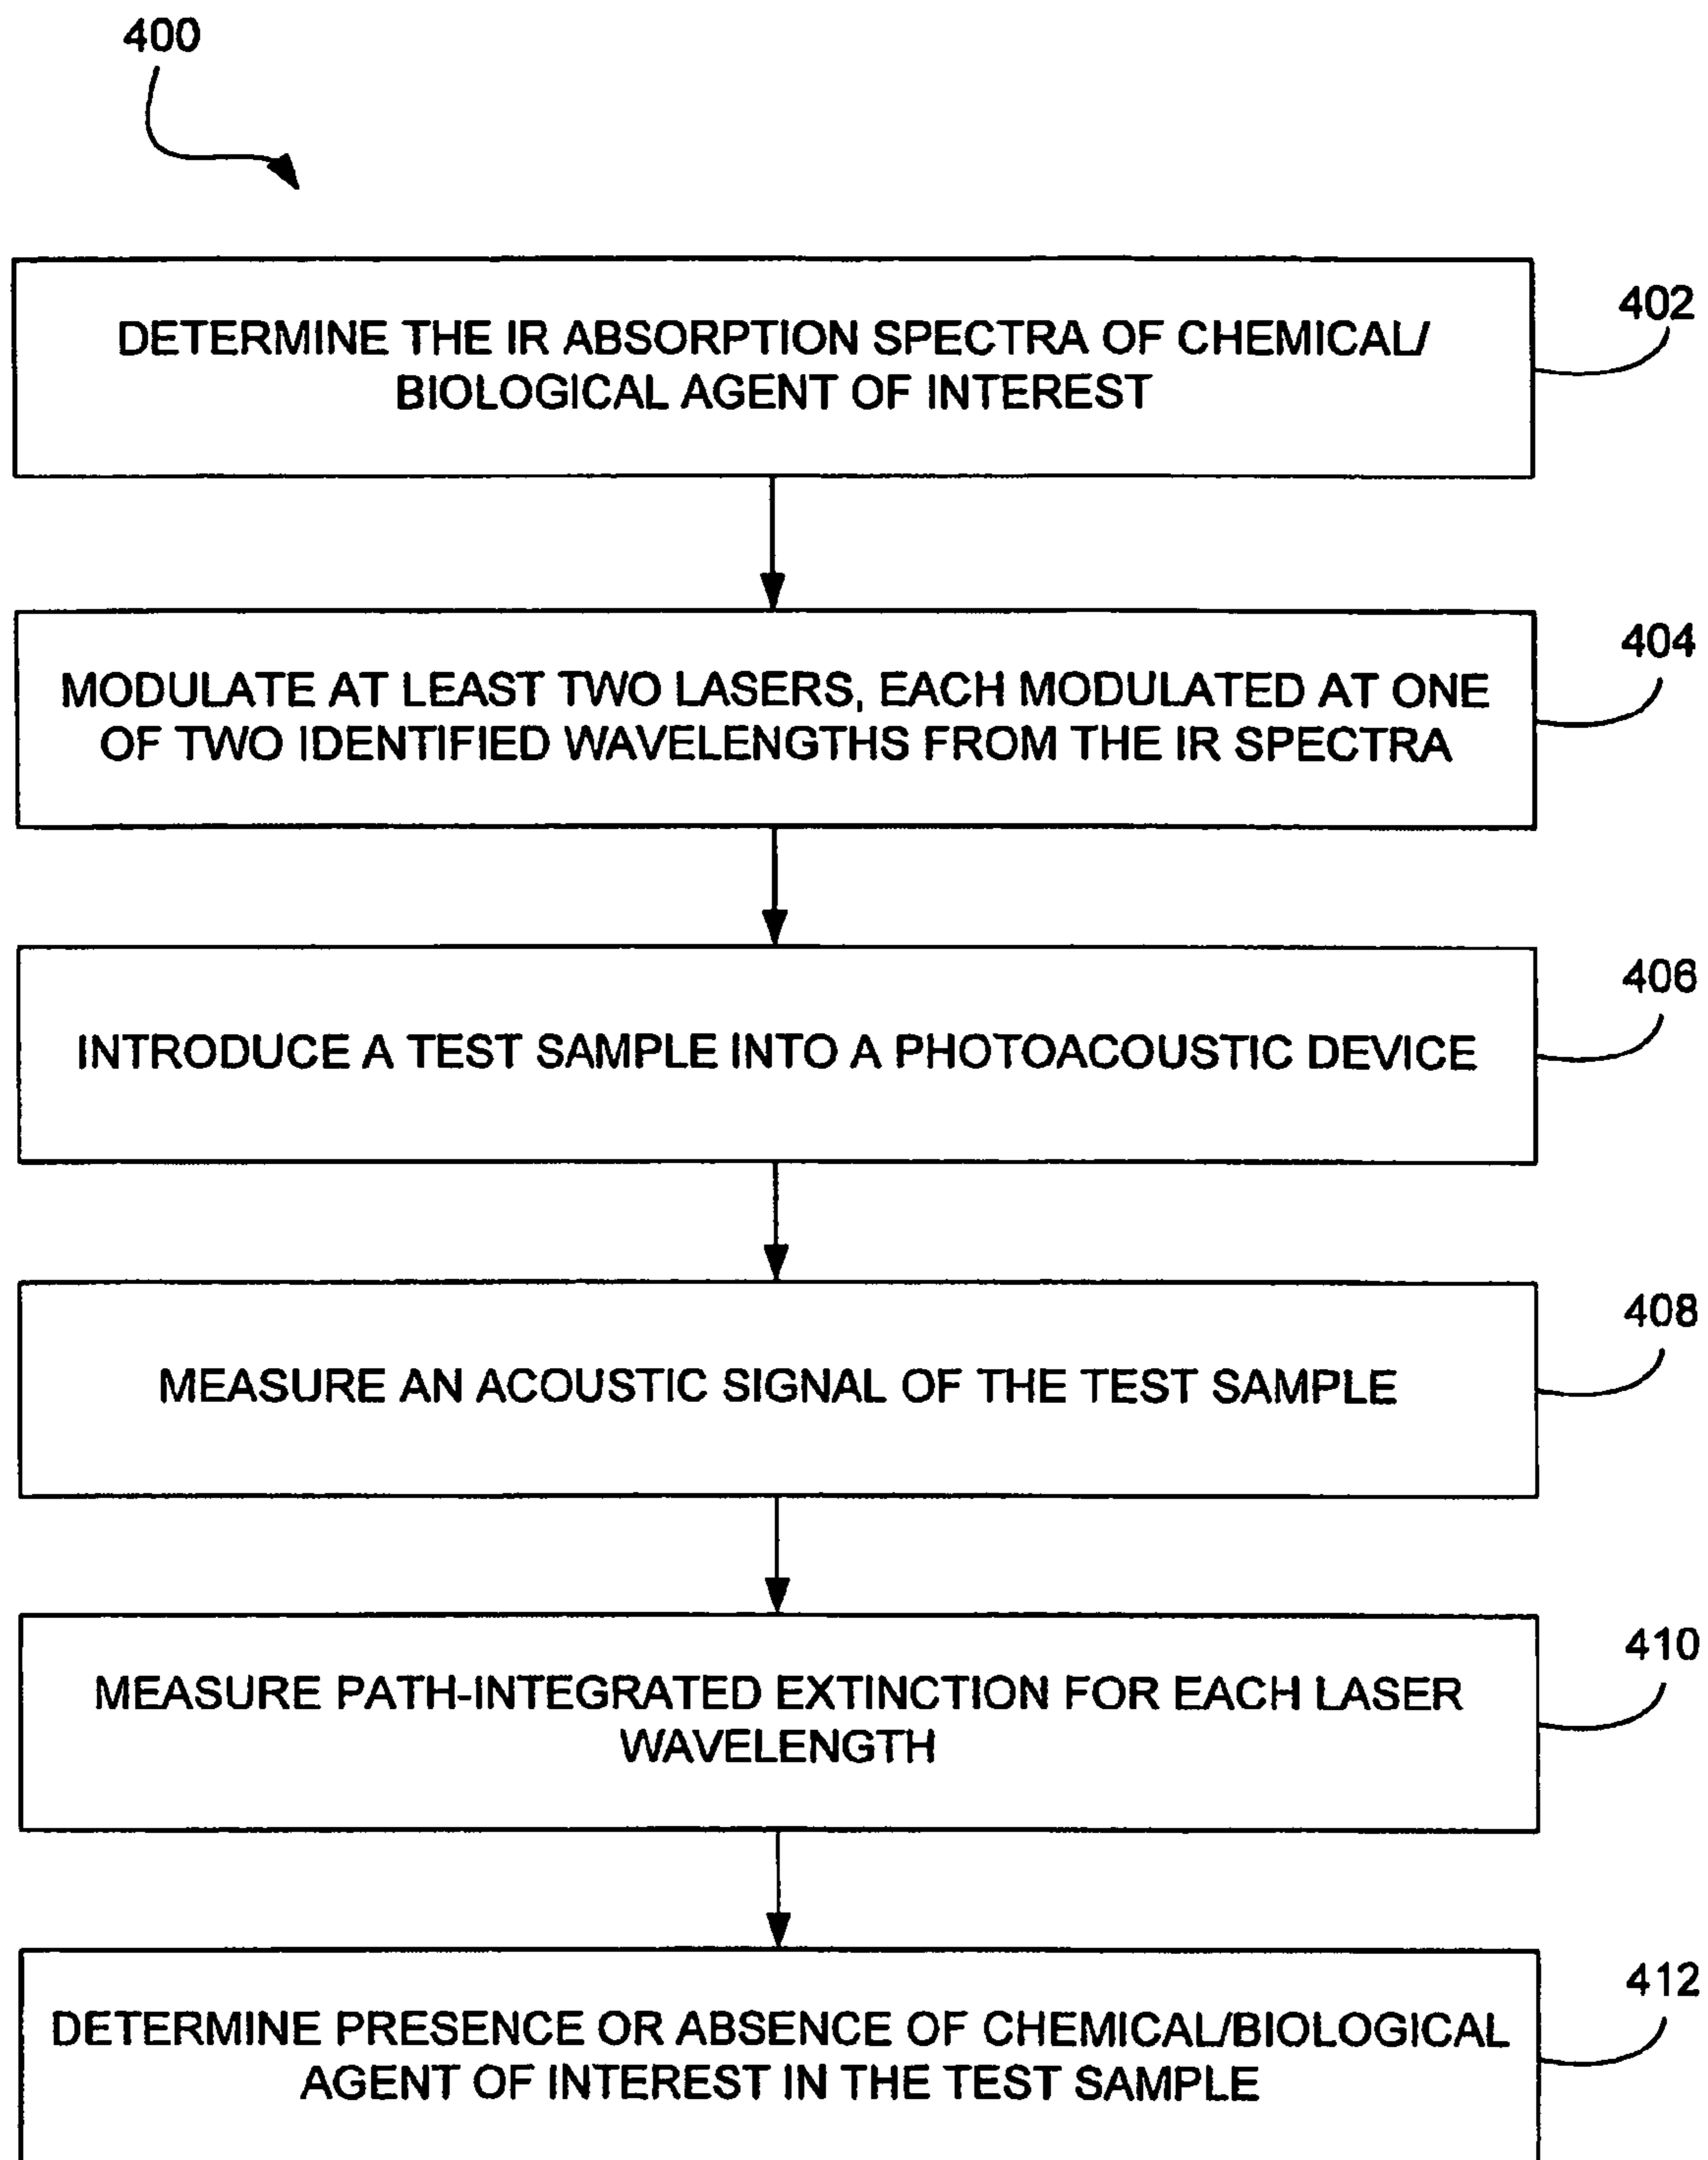 400
DETERMINE THE IR ABSORPTION SPECTRA OF CHEMICAL/
BIOLOGICAL AGENT OF INTEREST
402
MODULATE AT LEAST TWO LASERS, EACH MODULATED AT ONE
OF TWO IDENTIFIED WAVELENGTHS FROM THE IR SPECTRA
404
INTRODUCE A TEST SAMPLE INTO A PHOTOACOUSTIC DEVICE
406
MEASURE AN ACOUSTIC SIGNAL OF THE TEST SAMPLE
408
MEASURE PATH-INTEGRATED EXTINCTION FOR EACH LASER
WAVELENGTH
410
DETERMINE PRESENCE OR ABSENCE OF CHEMICAL/BIOLOGICAL
AGENT OF INTEREST IN THE TEST SAMPLE
412